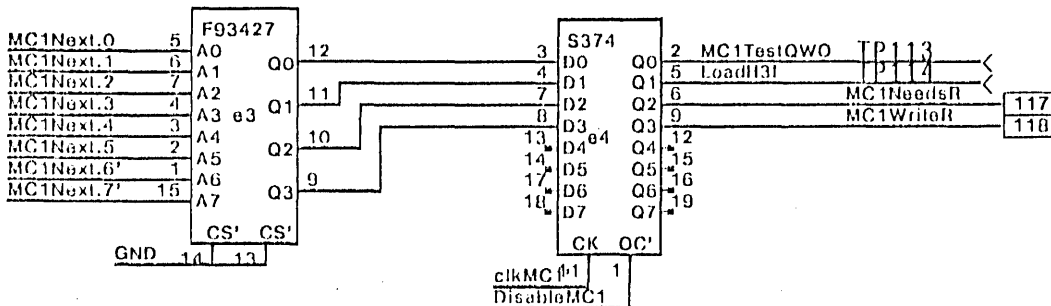 F93427
MC1Next.0 5 A0
MC1Next.1 6 A1
MC1Next.2 7 A2
MC1Next.3 4 A3
MC1Next.4 3 A4
MC1Next.5 2 A5
MC1Next.6' 1 A6
MC1Next.7' 15 A7
e3
Q0 12
Q1 11
Q2 10
Q3 9
CS' CS'
GND 14 13
S374
3 D0
4 D1
7 D2
8 D3
13 D4
14 D5
17 D6
18 D7
e4
Q0 2 MC1TestQWO TP113
Q1 5 TP114
Q2 6 MC1NeedsR 117
Q3 9 MC1WriteR 118
Q4 12
Q5 15
Q6 16
Q7 19
CK OC'
clkMC1' 11 1
DisableMC1